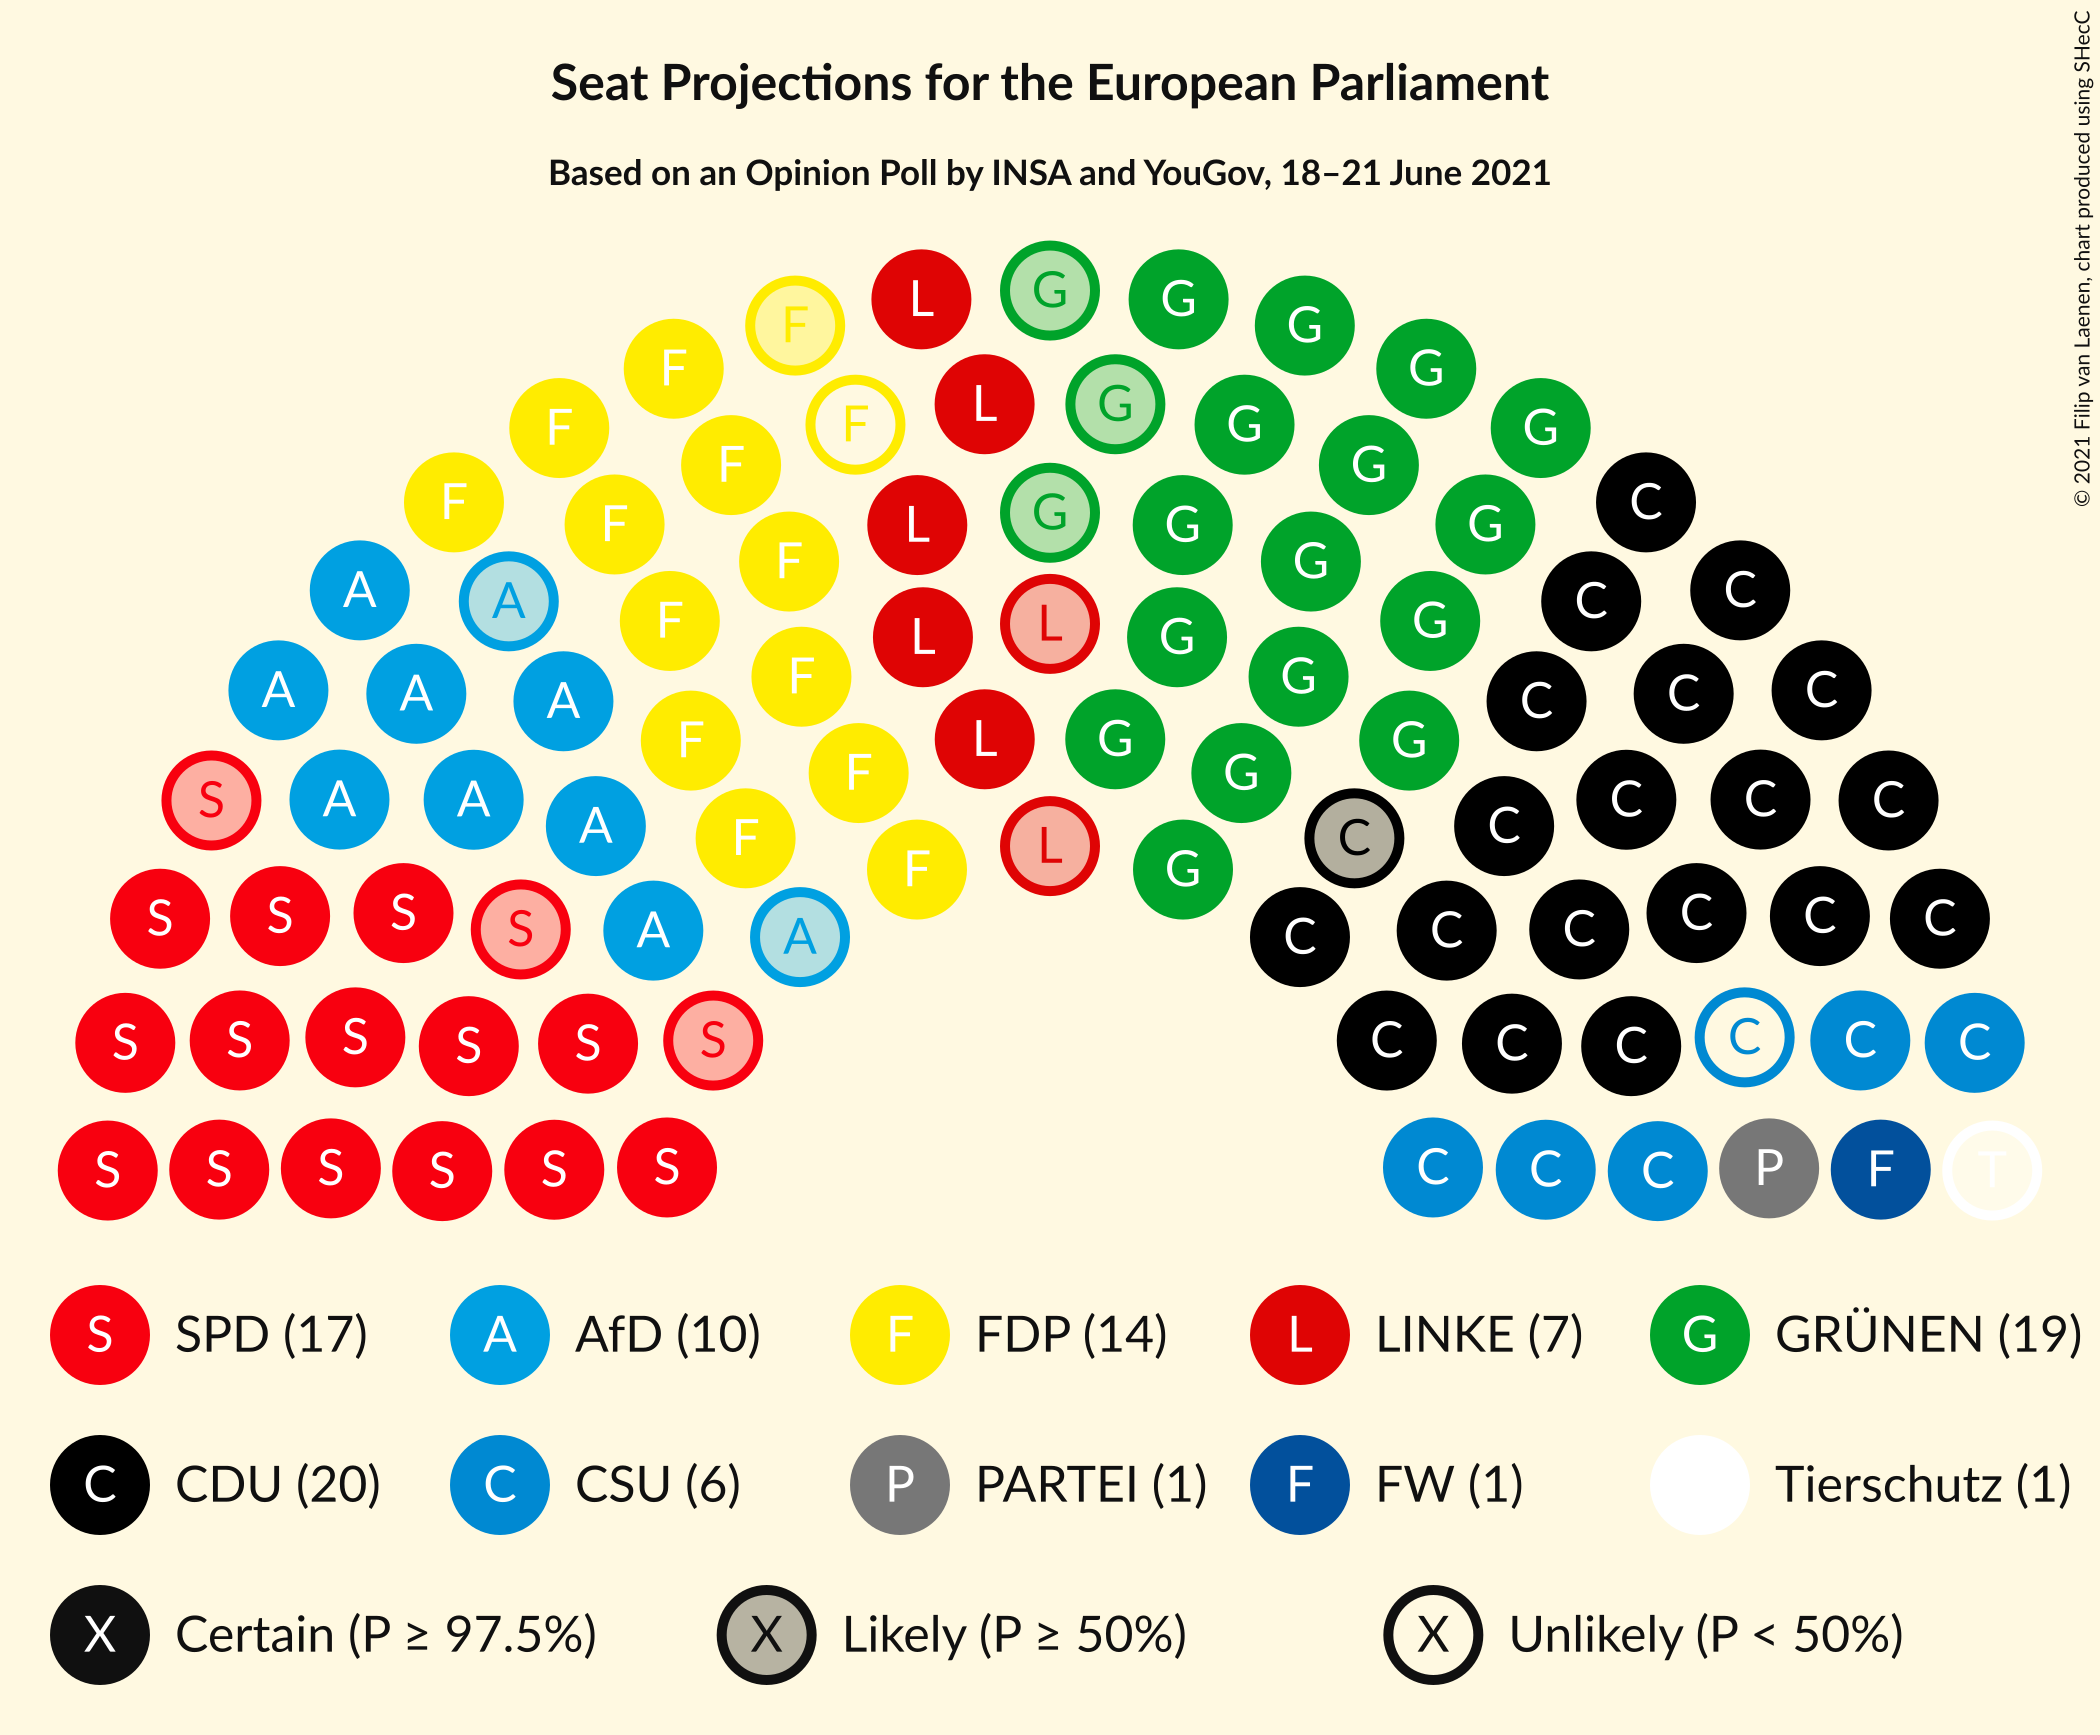 Seat Projections for the European Parliament
Based on an Opinion Poll by INSA and YouGov, 18–21 June 2021
© 2021 Filip van Laenen, chart produced using SHecC
L G G
F G
F G
L G
F F G
F F G
C
F L G G
F G
A A C C
F L G
F G
L
A A A F G C C C
F G
L G
F G
S A A C C C
A F L G C C
S S S C C C
S A A C C C
S S S S S S C C C C C C
S S S S S S C C C P F T
S SPD (17) A AfD (10) F FDP (14) L LINKE (7) G GRÜNEN (19)
C CDU (20) C CSU (6) P PARTEI (1) F FW (1) Tierschutz (1)
X Certain (P ≥ 97.5%) X Likely (P ≥ 50%) X Unlikely (P < 50%)